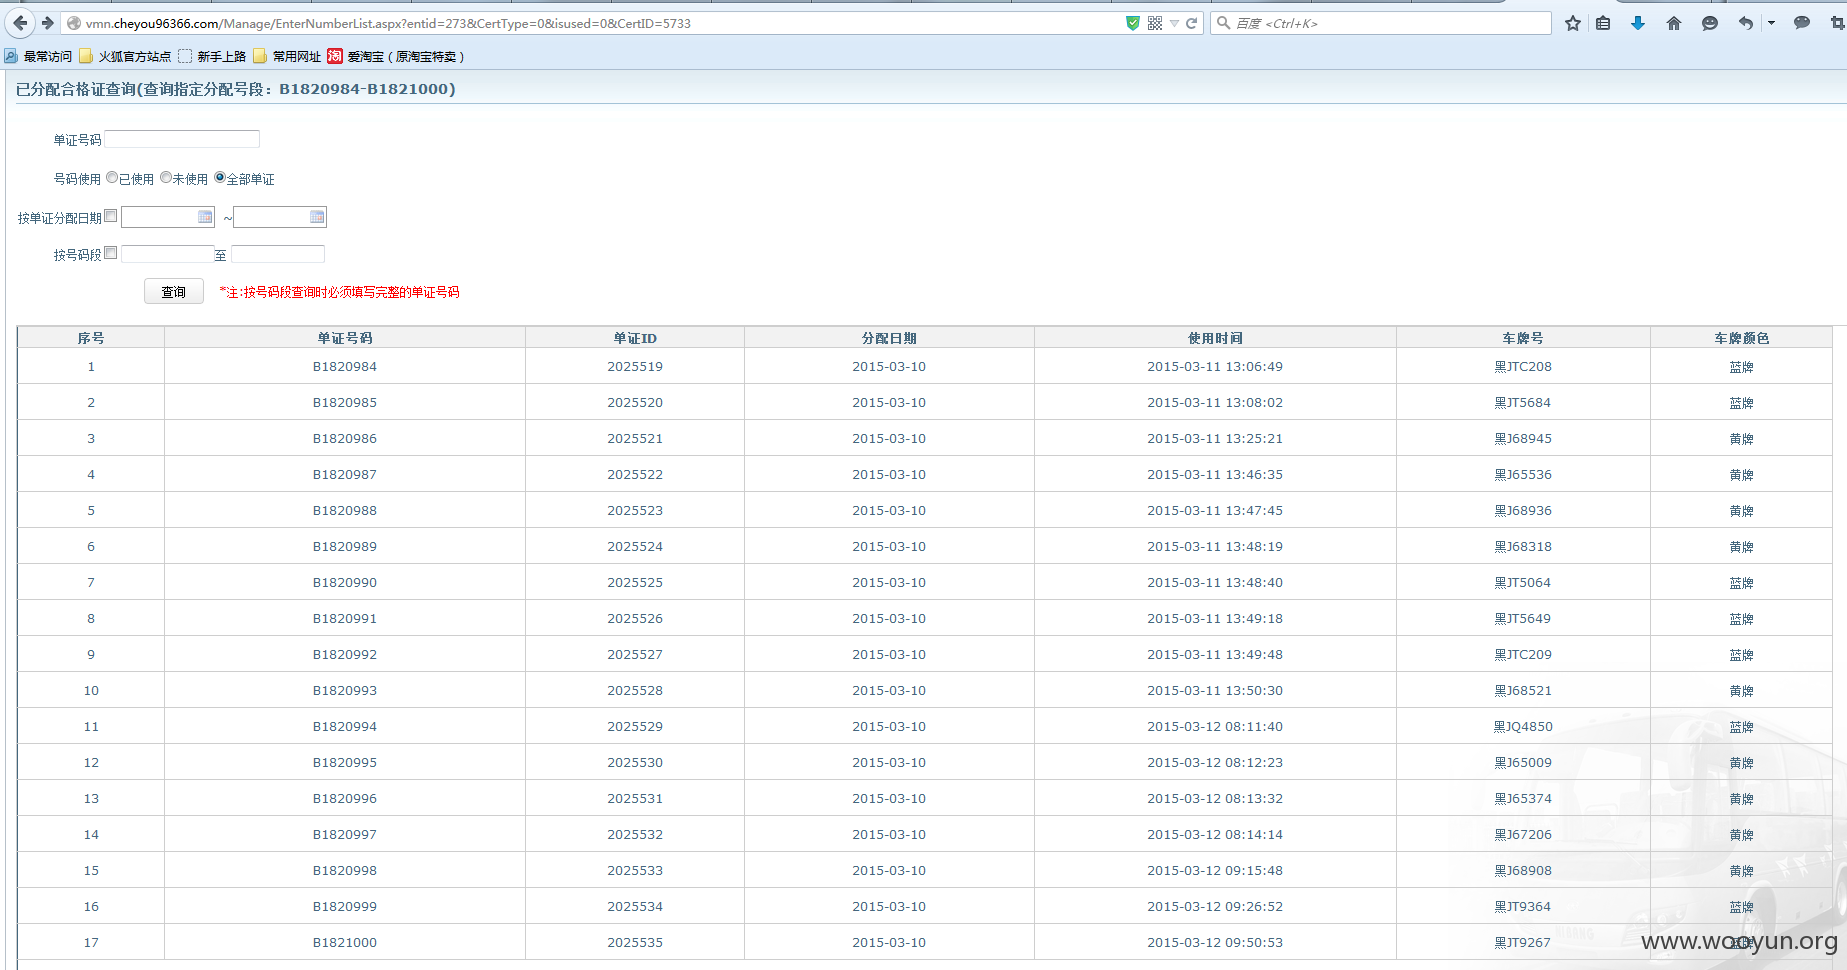 vmn.cheyou96366.com/Manage/EnterNumberList.aspx?entid=273&CertType=0&isused=0&CertID=5733
百度 <Ctrl+K>
最常访问 火狐官方站点 新手上路 常用网址 淘 爱淘宝（原淘宝特卖）
已分配合格证查询(查询指定分配号段：B1820984-B1821000)
单证号码
号码使用 已使用 未使用 全部单证
按单证分配日期 ~
按号码段 至
查询 *注:按号码段查询时必须填写完整的单证号码
序号 单证号码 单证ID 分配日期 使用时间 车牌号 车牌颜色
1 B1820984 2025519 2015-03-10 2015-03-11 13:06:49 黑JTC208 蓝牌
2 B1820985 2025520 2015-03-10 2015-03-11 13:08:02 黑JT5684 蓝牌
3 B1820986 2025521 2015-03-10 2015-03-11 13:25:21 黑J68945 黄牌
4 B1820987 2025522 2015-03-10 2015-03-11 13:46:35 黑J65536 黄牌
5 B1820988 2025523 2015-03-10 2015-03-11 13:47:45 黑J68936 黄牌
6 B1820989 2025524 2015-03-10 2015-03-11 13:48:19 黑J68318 黄牌
7 B1820990 2025525 2015-03-10 2015-03-11 13:48:40 黑JT5064 蓝牌
8 B1820991 2025526 2015-03-10 2015-03-11 13:49:18 黑JT5649 蓝牌
9 B1820992 2025527 2015-03-10 2015-03-11 13:49:48 黑JTC209 蓝牌
10 B1820993 2025528 2015-03-10 2015-03-11 13:50:30 黑J68521 黄牌
11 B1820994 2025529 2015-03-10 2015-03-12 08:11:40 黑JQ4850 蓝牌
12 B1820995 2025530 2015-03-10 2015-03-12 08:12:23 黑J65009 黄牌
13 B1820996 2025531 2015-03-10 2015-03-12 08:13:32 黑J65374 黄牌
14 B1820997 2025532 2015-03-10 2015-03-12 08:14:14 黑J67206 黄牌
15 B1820998 2025533 2015-03-10 2015-03-12 09:15:48 黑J68908 黄牌
16 B1820999 2025534 2015-03-10 2015-03-12 09:26:52 黑JT9364 蓝牌
17 B1821000 2025535 2015-03-10 2015-03-12 09:50:53 黑JT9267 蓝牌
www.wooyun.org